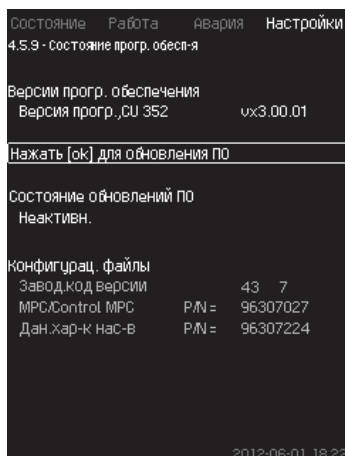 Состояние Работа Авария Настройки
4.5.9 - Состояние прогр. обесп-я
Версии прогр. обеспечения
Версия прогр.,CU 352 vx3.00.01
Нажать [ok] для обновления ПО
Состояние обновлений ПО
Неактивн.
Конфигурац. файлы
Завод.код версии 43 7
MPC/Control MPC P/N = 96307027
Дан.хар-к нас-в P/N = 96307224
2012-06-01 18:22